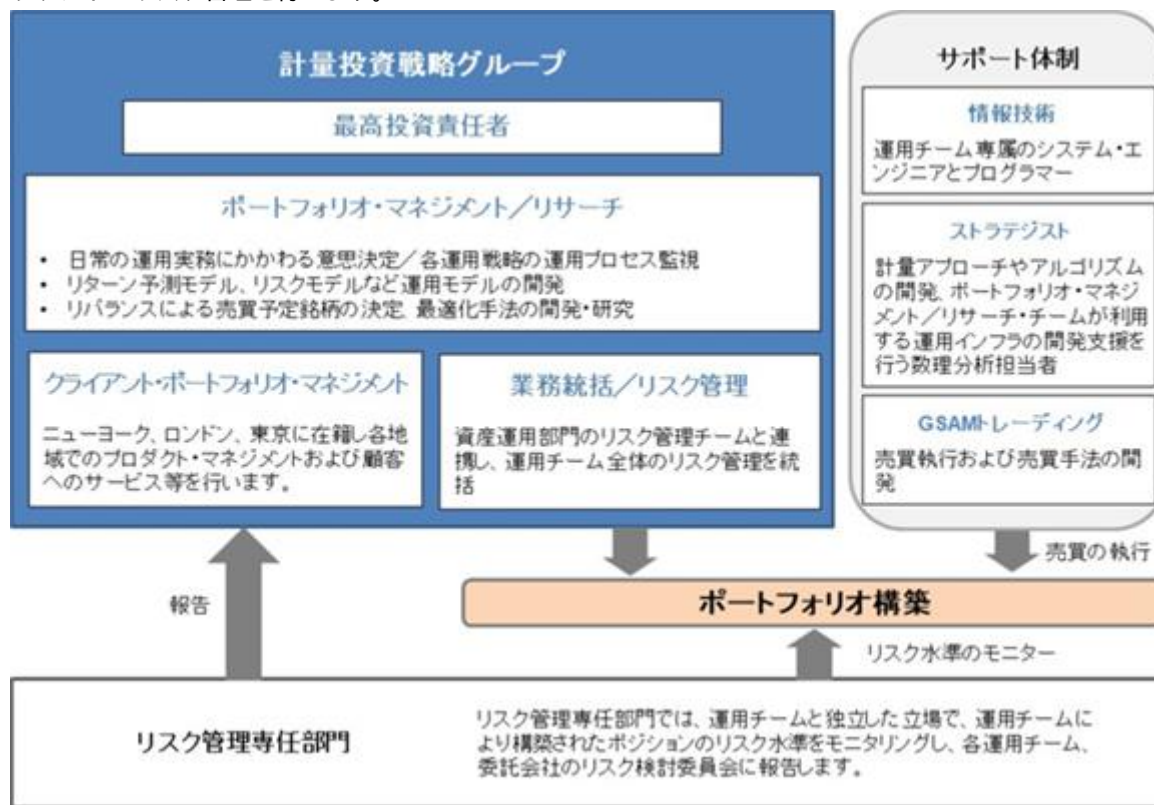 計量投資戦略グループ
最高投資責任者
ポートフォリオ・マネジメント／リサーチ
• 日常の運用実務にかかわる意思決定／各運用戦略の運用プロセス監視
• リターン予測モデル、リスクモデルなど運用モデルの開発
• リバランスによる売買予定銘柄の決定、最適化手法の開発・研究
クライアント・ポートフォリオ・マネジメント
ニューヨーク、ロンドン、東京に在籍し各地
域でのプロダクト・マネジメントおよび顧客
へのサービス等を行います。
業務統括／リスク管理
資産運用部門のリスク管理チームと連
携し、運用チーム全体のリスク管理を統
括
サポート体制
情報技術
運用チーム専属のシステム・エ
ンジニアとプログラマー
ストラテジスト
計量アプローチやアルゴリズム
の開発、ポートフォリオ・マネジ
メント／リサーチ・チームが利用
する運用インフラの開発支援を
行う数理分析担当者
GSAMトレーディング
売買執行および売買手法の開
発
売買の執行
報告
ポートフォリオ構築
リスク水準のモニター
リスク管理専任部門
リスク管理専任部門では、運用チームと独立した立場で、運用チームに
より構築されたポジションのリスク水準をモニタリングし、各運用チーム、
委託会社のリスク検討委員会に報告します。